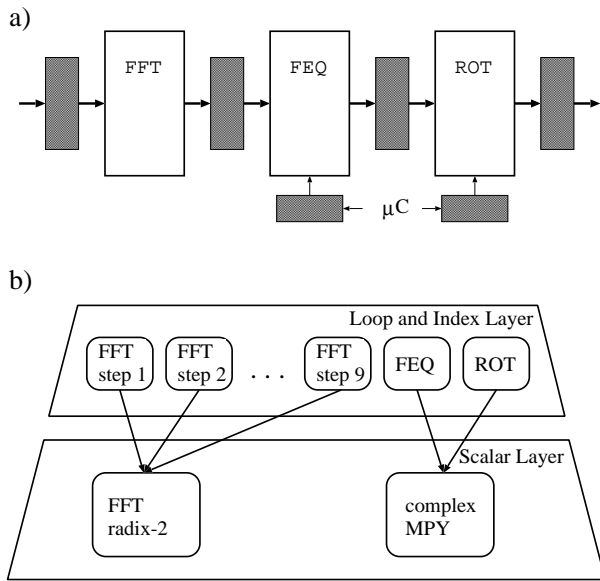 a)
FFT
FEQ
ROT
µC
b)
Loop and Index Layer
FFT
step 1
FFT
step 2
. . .
FFT
step 9
FEQ
ROT
Scalar Layer
FFT
radix-2
complex
MPY